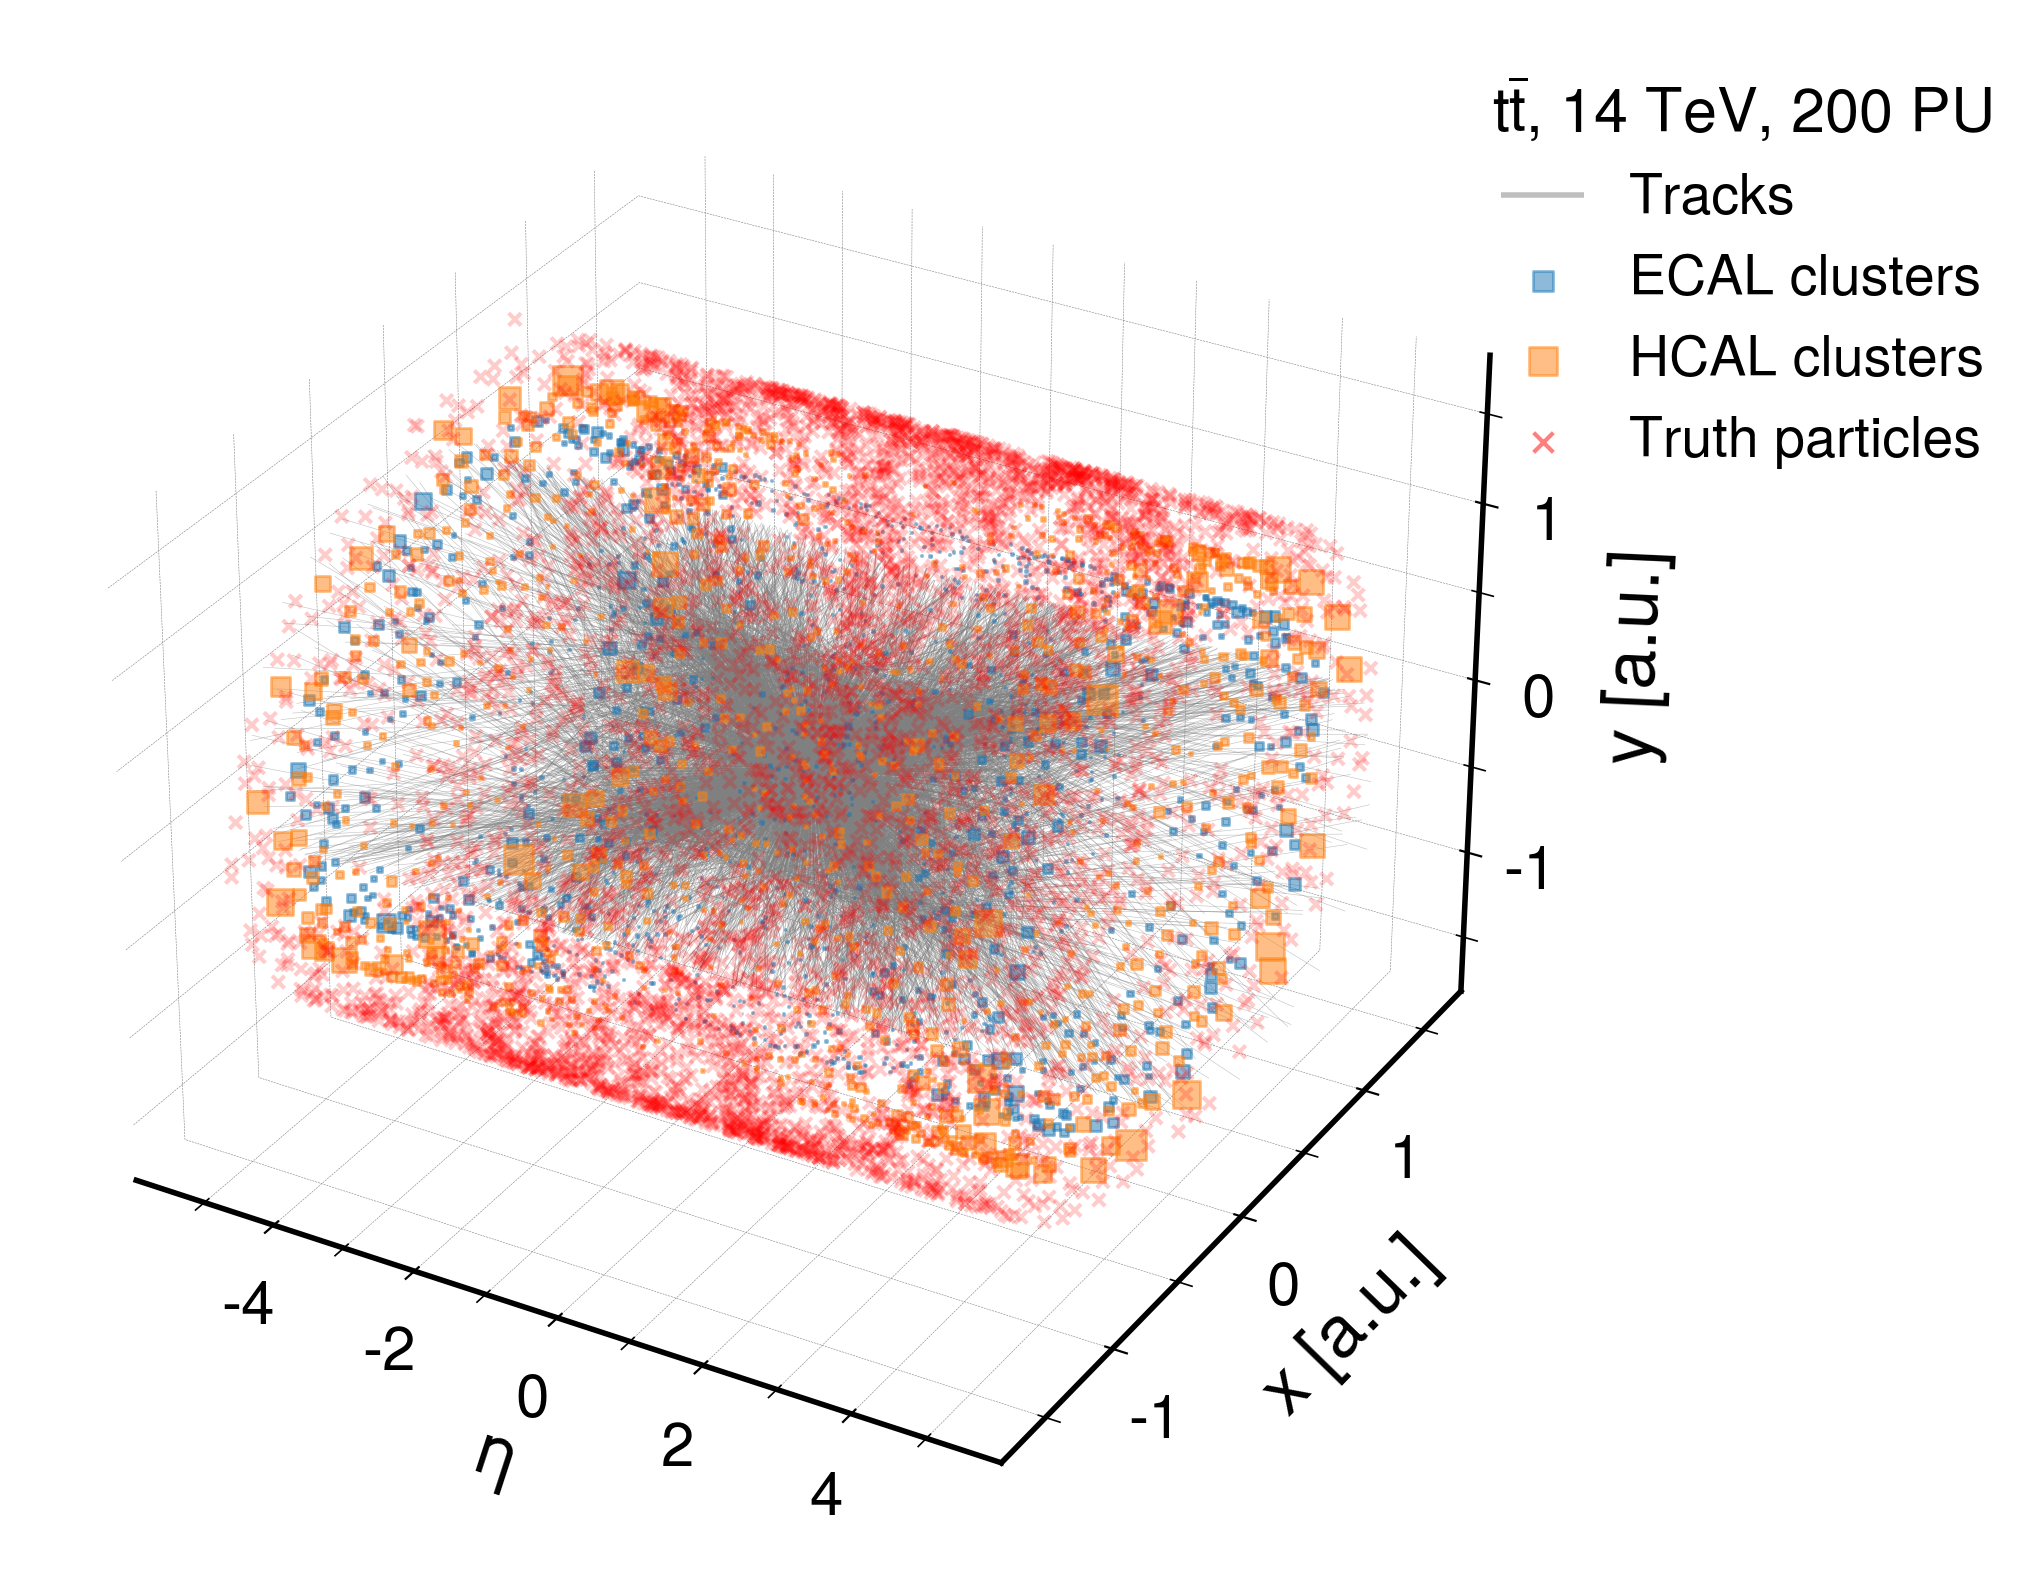 tt̄, 14 TeV, 200 PU
Tracks
ECAL clusters
HCAL clusters
Truth particles
1
0
-1
y [a.u.]
1
0
-1
x [a.u.]
-4
-2
0
2
4
η